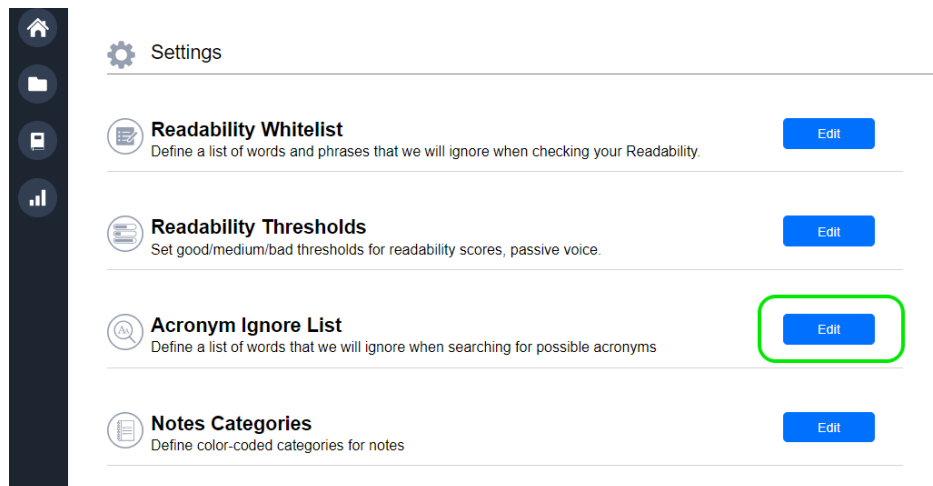 Settings
Readability Whitelist
Edit
Define a list of words and phrases that we will ignore when checking your Readability.
Readability Thresholds
Edit
Set good/medium/bad thresholds for readability scores, passive voice.
Acronym Ignore List
Edit
Define a list of words that we will ignore when searching for possible acronyms
Notes Categories
Edit
Define color-coded categories for notes